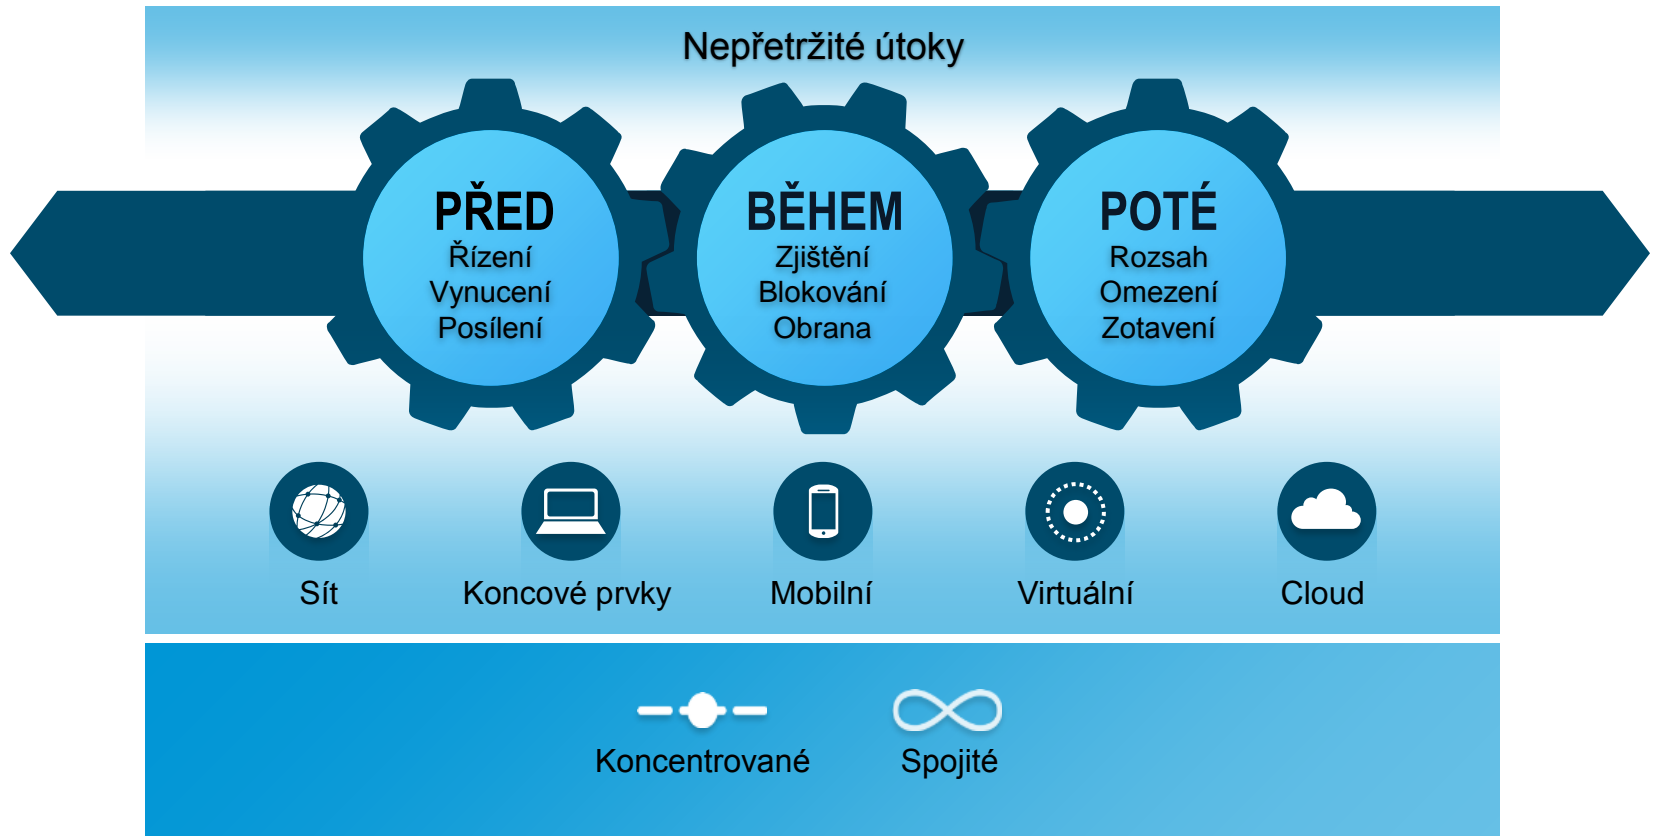 Nepřetržité útoky
PŘED
Řízení
Vynucení
Posílení
BĚHEM
Zjištění
Blokování
Obrana
POTÉ
Rozsah
Omezení
Zotavení
Sít
Koncové prvky
Mobilní
Virtuální
Cloud
Koncentrované
Spojité